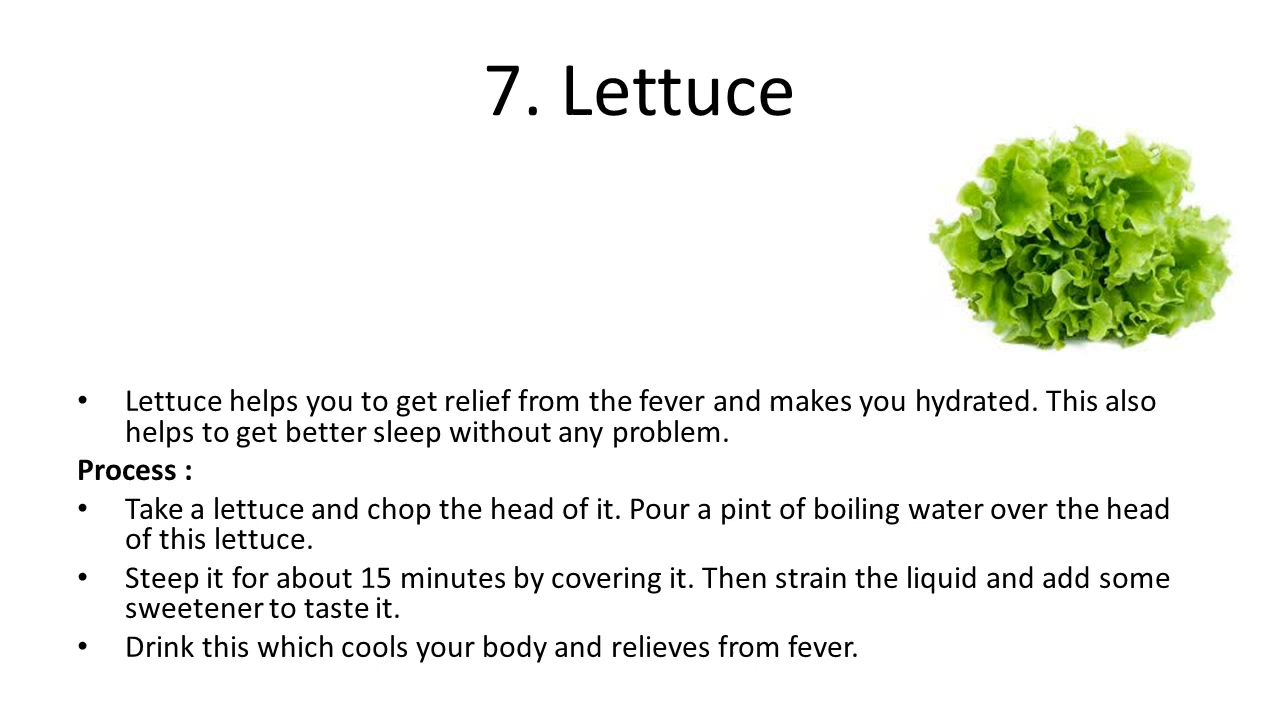 7. Lettuce
• Lettuce helps you to get relief from the fever and makes you hydrated. This also
helps to get better sleep without any problem.
Process :
• Take a lettuce and chop the head of it. Pour a pint of boiling water over the head
of this lettuce.
• Steep it for about 15 minutes by covering it. Then strain the liquid and add some
sweetener to taste it.
• Drink this which cools your body and relieves from fever.